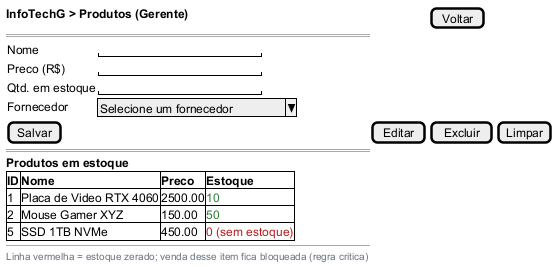 InfoTechG > Produtos (Gerente)
Voltar
Nome
Preco (R$)
Qtd. em estoque
Fornecedor
Selecione um fornecedor
Salvar
Editar
Excluir
Limpar
Produtos em estoque
ID Nome Preco Estoque
1 Placa de Video RTX 4060 2500.00 10
2 Mouse Gamer XYZ 150.00 50
5 SSD 1TB NVMe 450.00 0 (sem estoque)
Linha vermelha = estoque zerado; venda desse item fica bloqueada (regra critica)